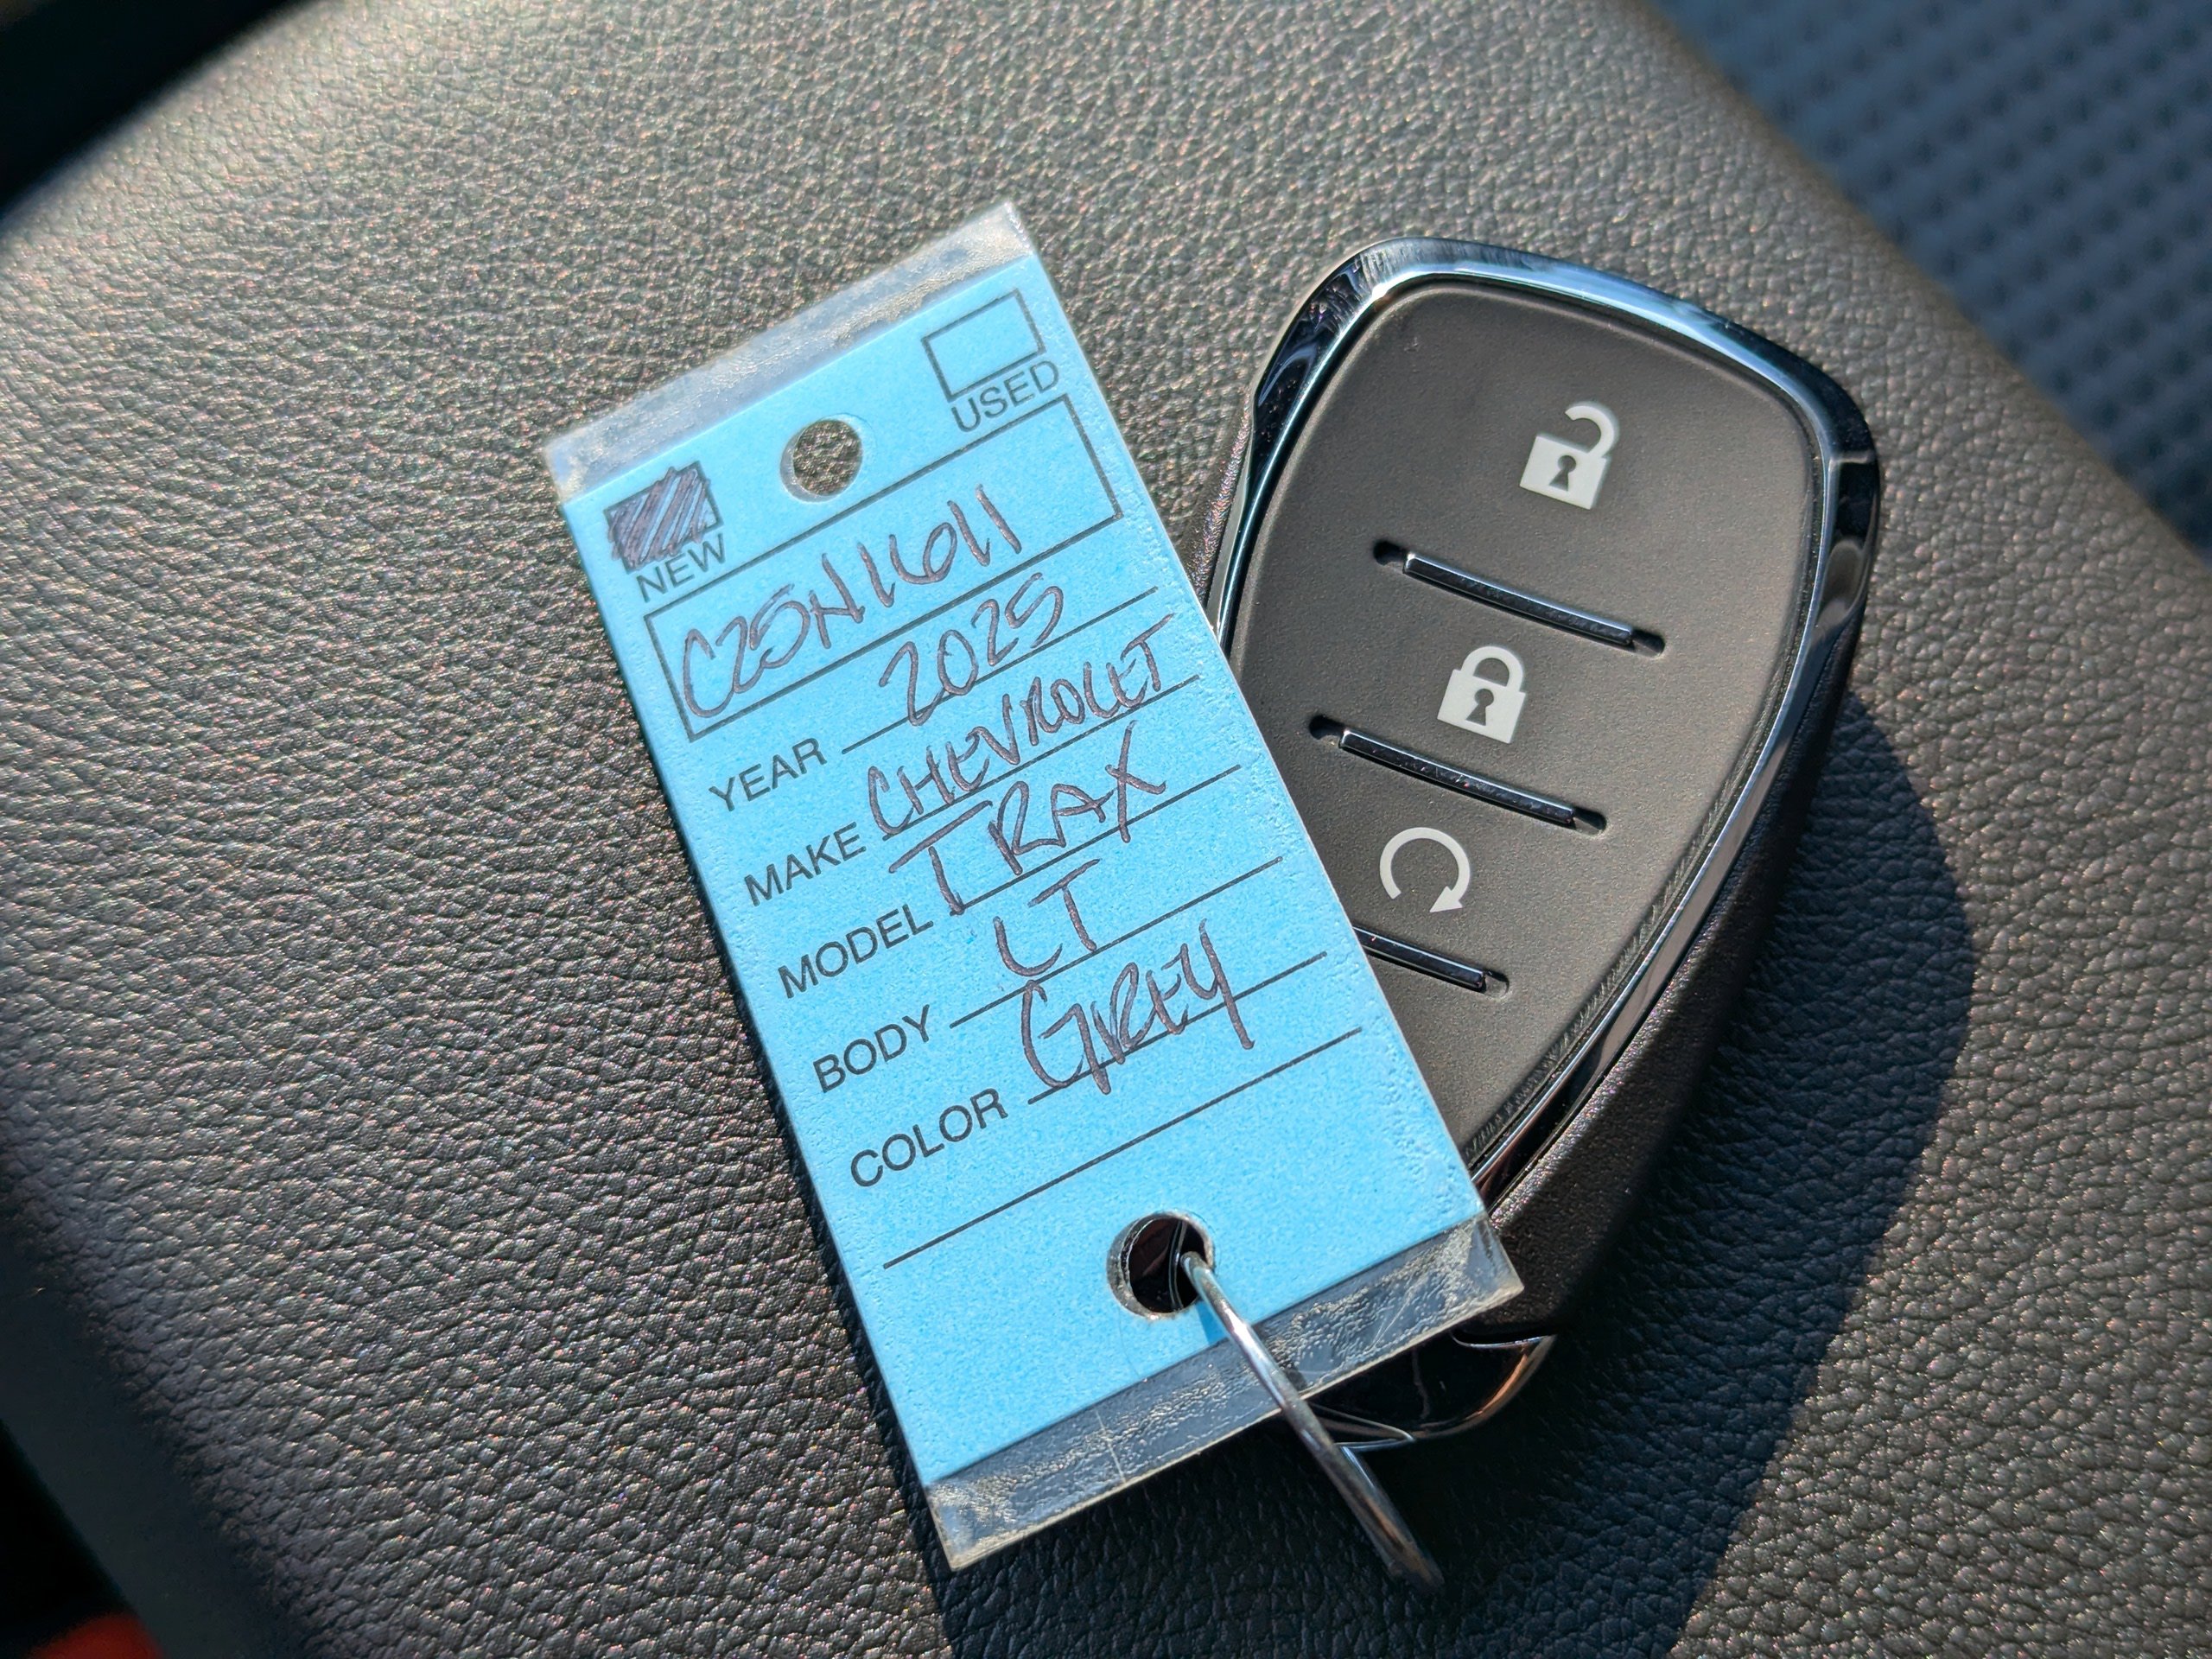 USED
NEW
C25N1611
YEAR 2025
MAKE CHEVROLET
MODEL TRAX
BODY LT
COLOR GREY